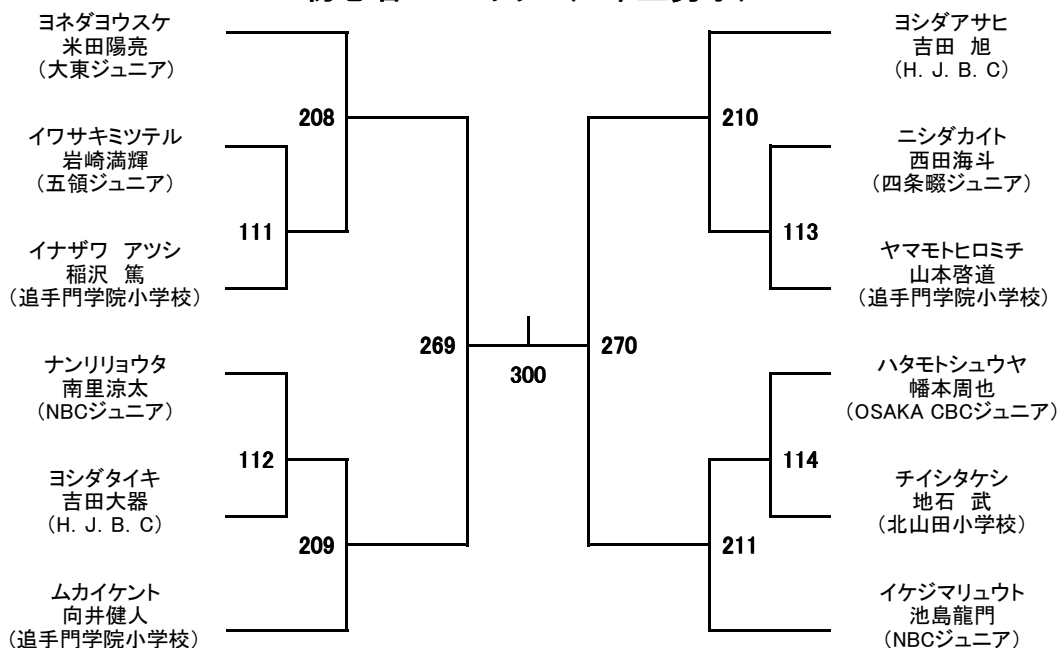 ヨネダヨウスケ
米田陽亮
（大東ジュニア）
208
イワサキミツテル
岩崎満輝
（五領ジュニア）
111
イナザワ　アツシ
稲沢　篤
（追手門学院小学校）
269
ナンリリョウタ
南里涼太
（NBCジュニア）
112
ヨシダタイキ
吉田大器
（H. J. B. C）
209
ムカイケント
向井健人
（追手門学院小学校）
300
ヨシダアサヒ
吉田　旭
（H. J. B. C）
210
ニシダカイト
西田海斗
（四条畷ジュニア）
113
ヤマモトヒロミチ
山本啓道
（追手門学院小学校）
270
ハタモトシュウヤ
幡本周也
（OSAKA CBCジュニア）
114
チイシタケシ
地石　武
（北山田小学校）
211
イケジマリュウト
池島龍門
（NBCジュニア）